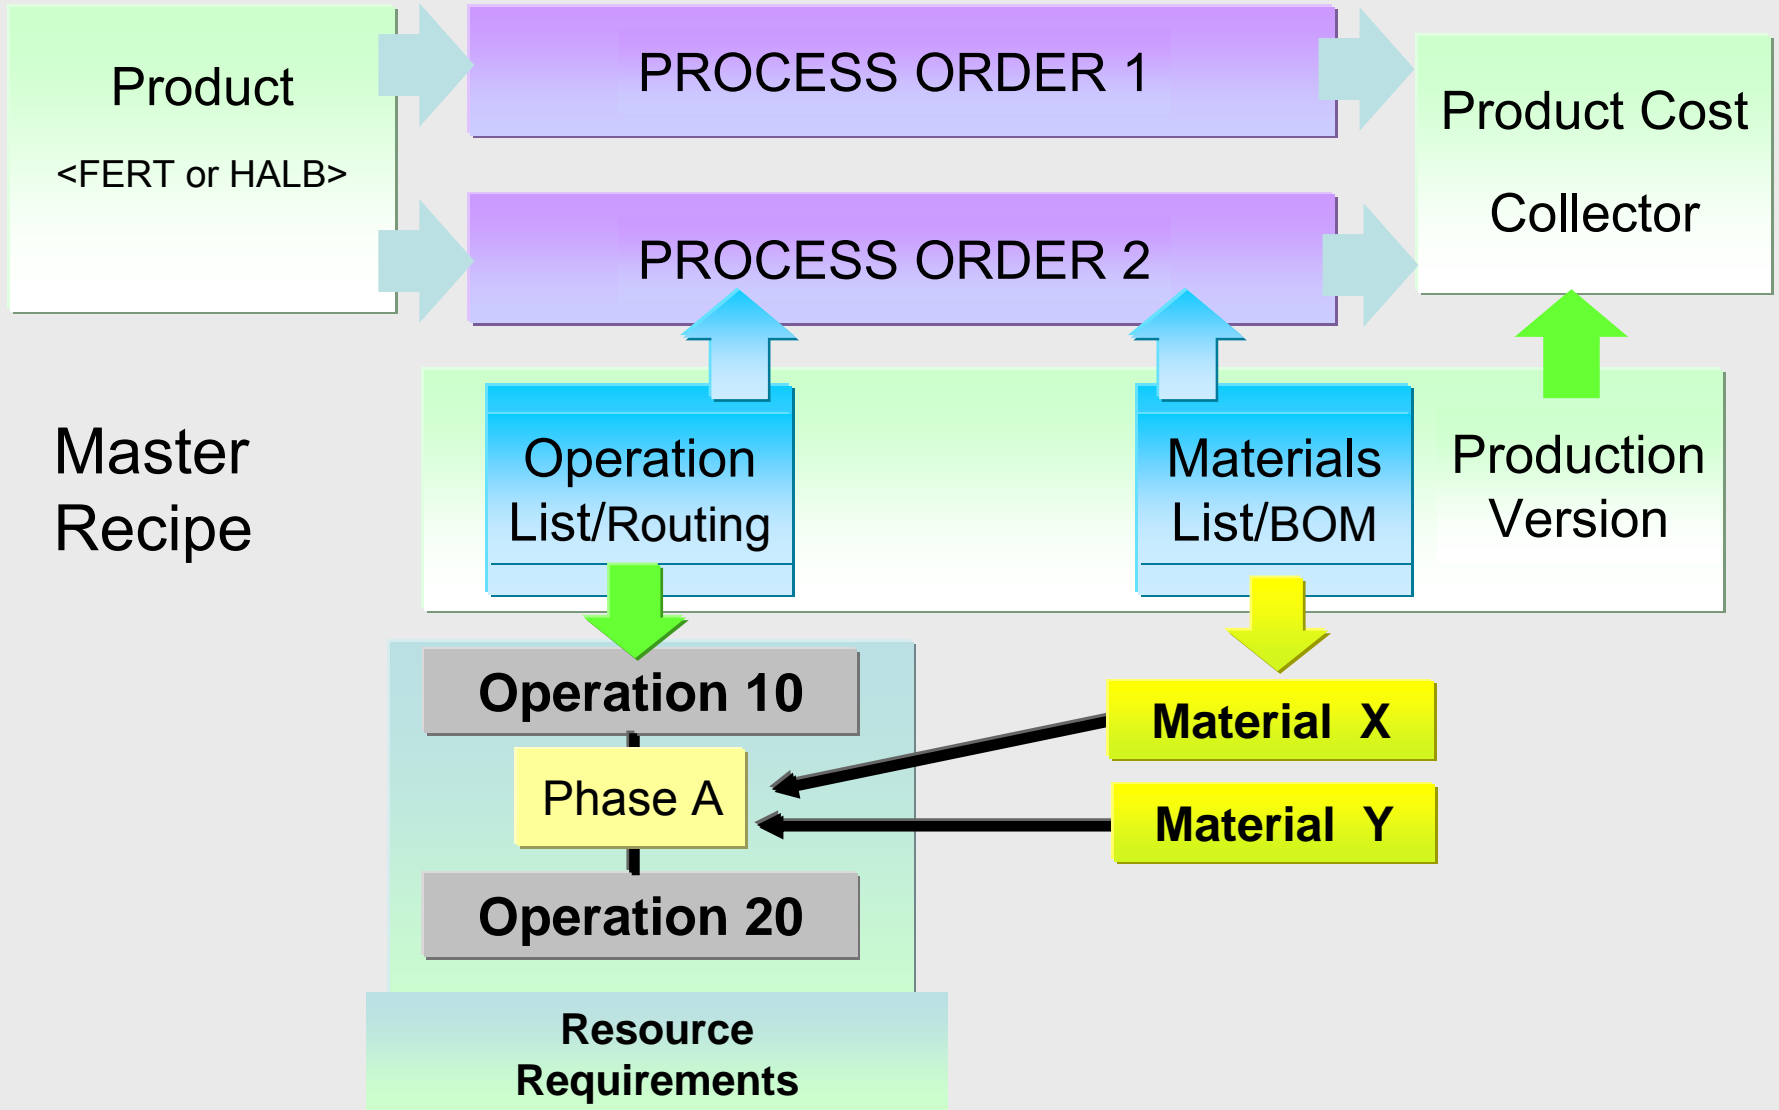 Product
<FERT or HALB>
PROCESS ORDER 1
PROCESS ORDER 2
Product Cost
Collector
Master
Recipe
Operation
List/Routing
Materials
List/BOM
Production
Version
Operation 10
Phase A
Operation 20
Material X
Material Y
Resource
Requirements